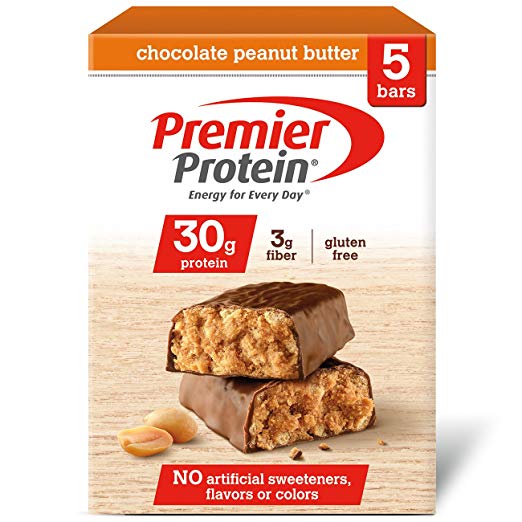 chocolate peanut butter
5
bars
Premier
Protein®
Energy for Every Day®
30g
protein
3g
fiber
gluten
free
NO artificial sweeteners,
flavors or colors